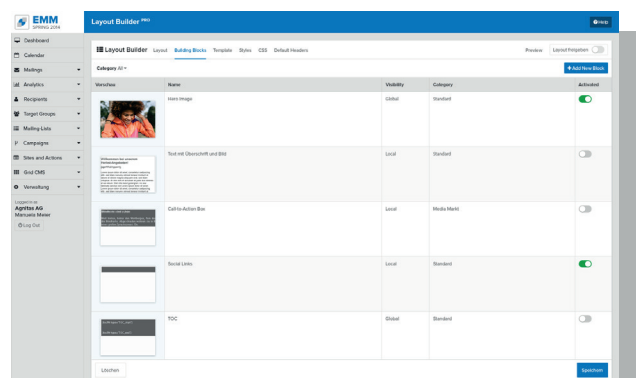 EMM
SPRING 2014
Layout Builder PRO
Help
Dashboard
Calendar
Mailings
Analytics
Recipients
Target Groups
Mailing-Lists
Campaigns
Sites and Actions
Grid CMS
Verwaltung
Logged in as
Agnitas AG
Manuela Meier
Log Out
Layout Builder Layout Building Blocks Template Styles CSS Default Headers
Preview Layout Freigeben
Category All
+ Add New Block
Vorschau Name Visibility Category Activated
Hero Image Global Standard
Text mit Überschrift und Bild Local Standard
Call-to-Action Box Local Media Markt
Social Links Local Standard
TOC Global Standard
Löschen
Speichern